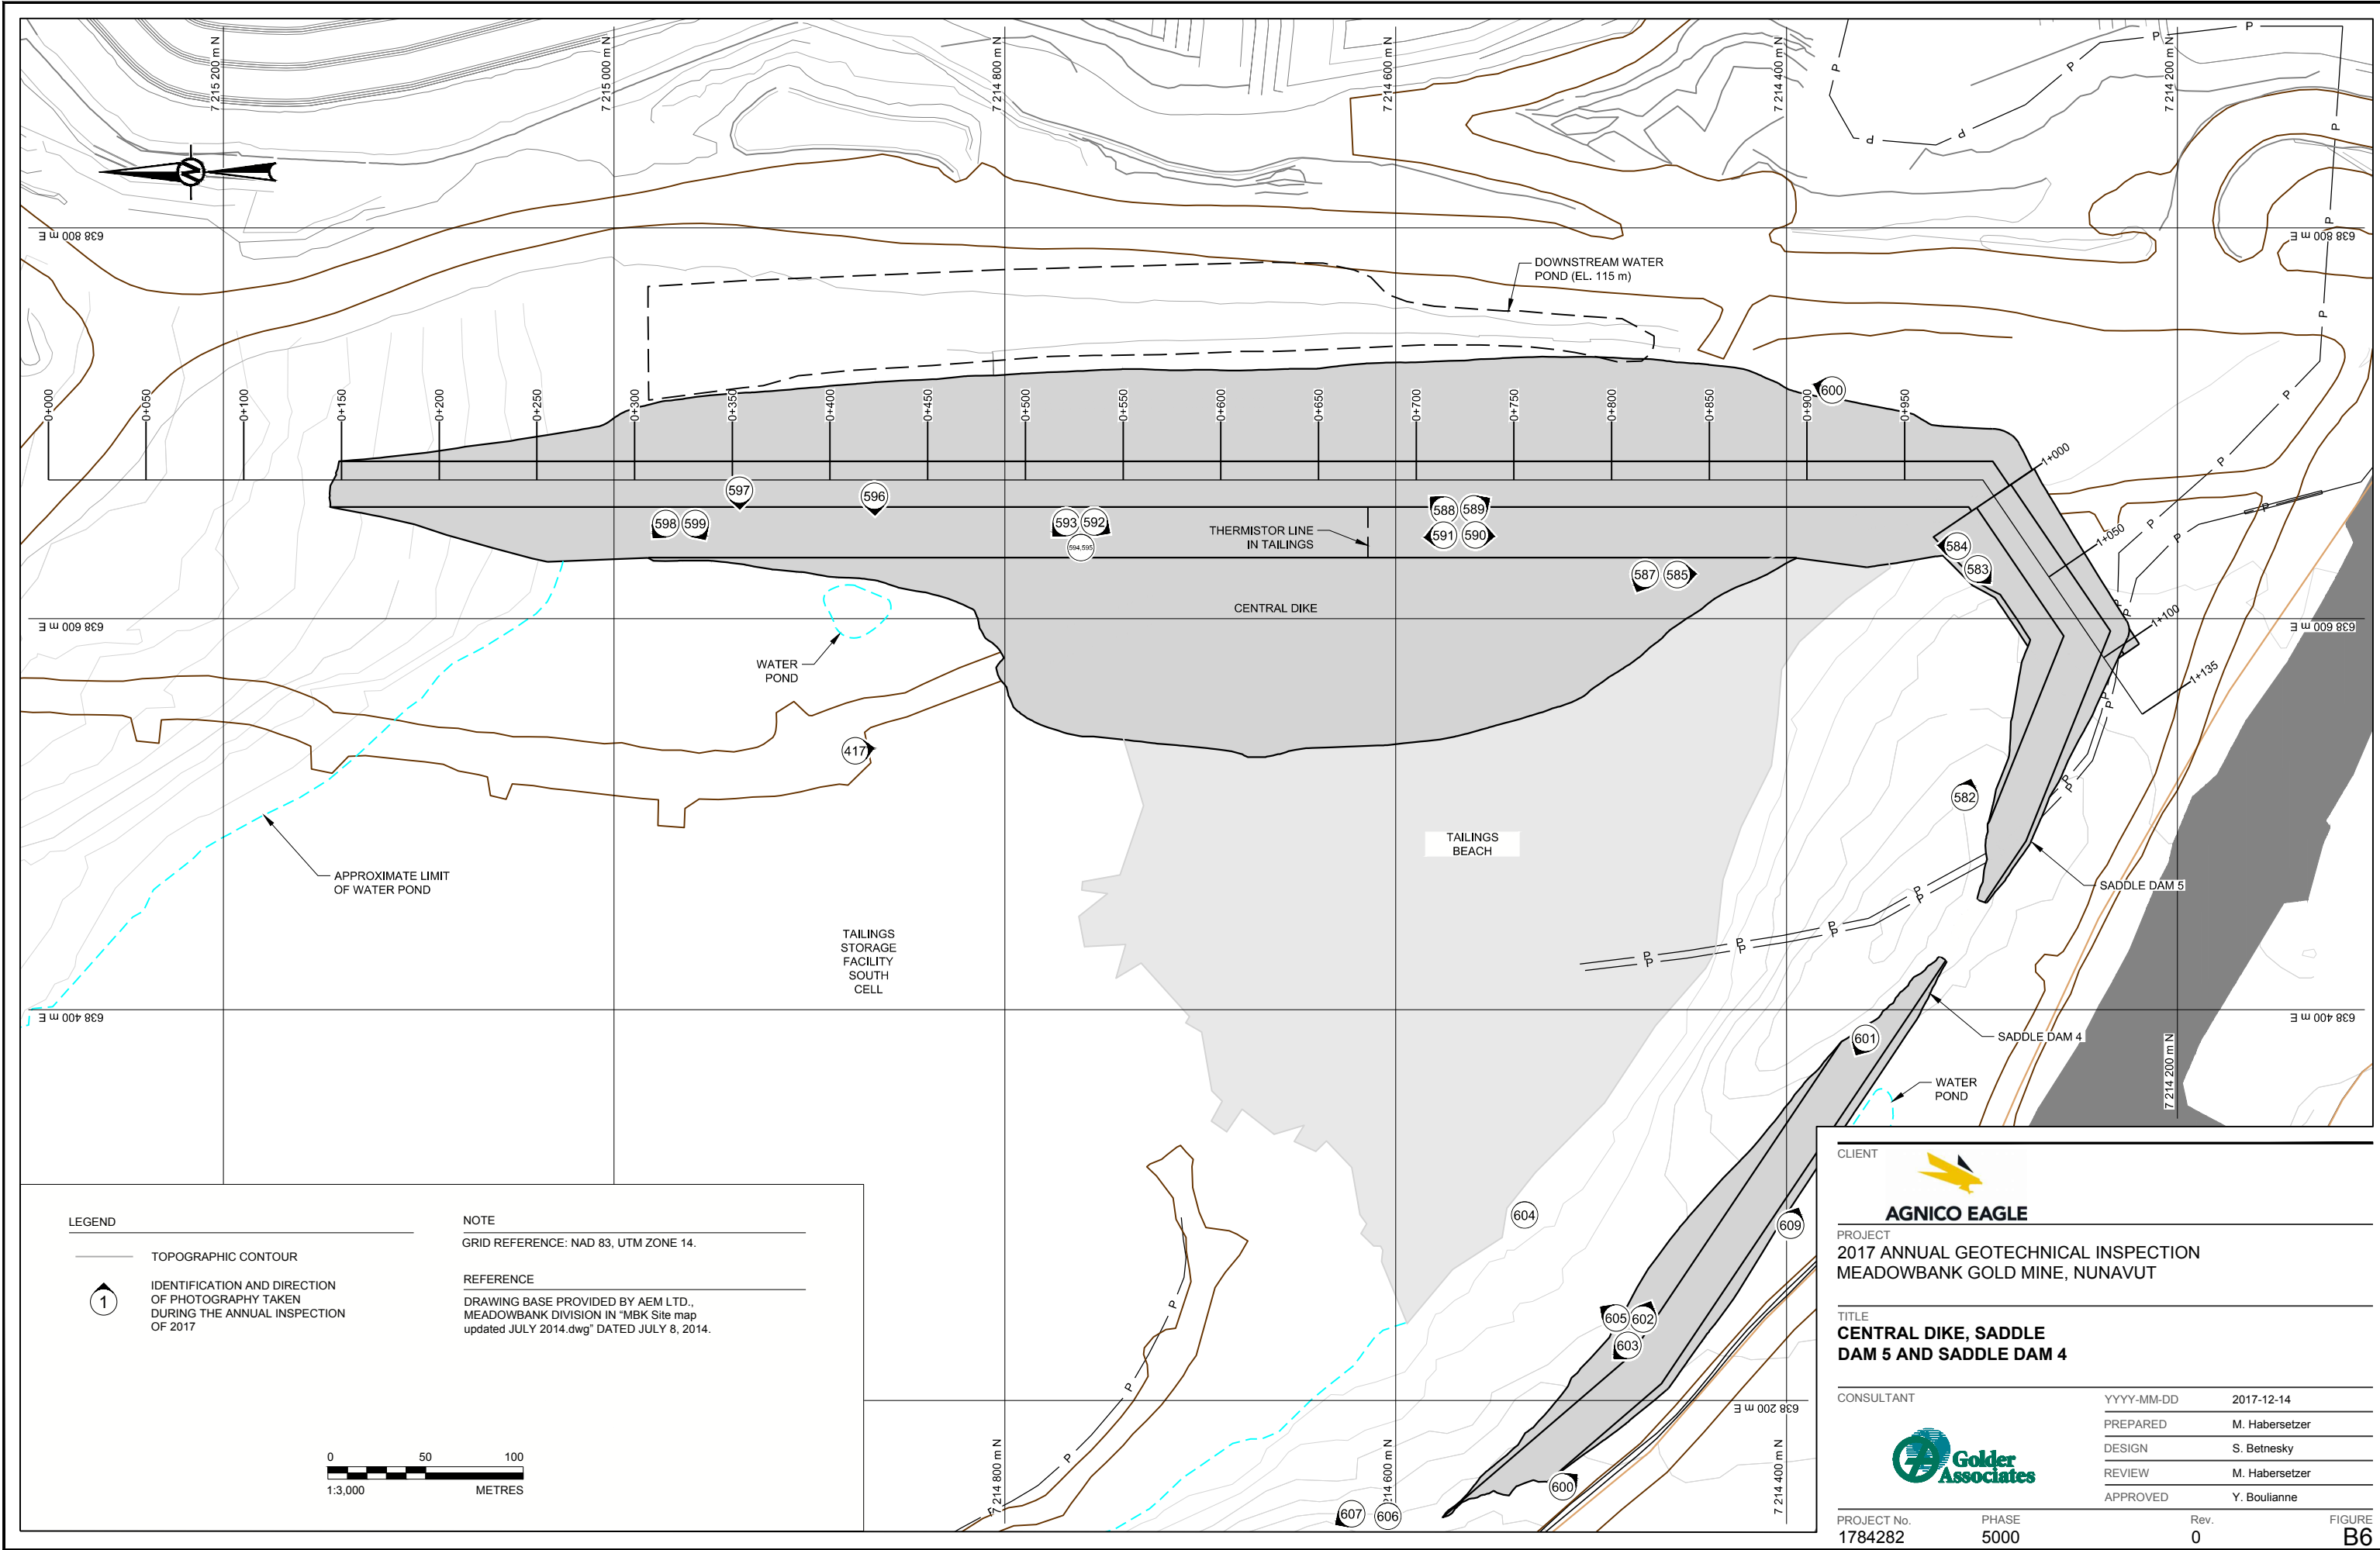 7 215 200 m N
7 215 000 m N
7 214 800 m N
7 214 600 m N
7 214 400 m N
7 214 200 m N
P P P P P P P P P P P
N
638 800 m E
638 800 m E
DOWNSTREAM WATER
POND (EL. 115 m)
0+000
0+050
0+100
0+150
0+200
0+250
0+300
0+350
0+400
0+450
0+500
0+550
0+600
0+650
0+700
0+750
0+800
0+850
0+900
0+950
1+000
1+050
1+100
1+135
600
597
596
598 599
593 592
594,595
588 589
591 590
THERMISTOR LINE
IN TAILINGS
584
583
587 585
CENTRAL DIKE
638 600 m E
638 600 m E
WATER
POND
417
582
TAILINGS
BEACH
APPROXIMATE LIMIT
OF WATER POND
SADDLE DAM 5
TAILINGS
STORAGE
FACILITY
SOUTH
CELL
P P P P P P P P
638 400 m E
638 400 m E
601
SADDLE DAM 4
WATER
POND
7 214 200 m N
604
609
605 602
603
P
P
P
638 200 m E
7 214 800 m N
214 600 m N
7 214 400 m N
600
607 606
LEGEND
TOPOGRAPHIC CONTOUR
1
IDENTIFICATION AND DIRECTION
OF PHOTOGRAPHY TAKEN
DURING THE ANNUAL INSPECTION
OF 2017
NOTE
GRID REFERENCE: NAD 83, UTM ZONE 14.
REFERENCE
DRAWING BASE PROVIDED BY AEM LTD.,
MEADOWBANK DIVISION IN "MBK Site map
updated JULY 2014.dwg" DATED JULY 8, 2014.
0 50 100
1:3,000 METRES
CLIENT
AGNICO EAGLE
PROJECT
2017 ANNUAL GEOTECHNICAL INSPECTION
MEADOWBANK GOLD MINE, NUNAVUT
TITLE
CENTRAL DIKE, SADDLE
DAM 5 AND SADDLE DAM 4
CONSULTANT
Golder
Associates
YYYY-MM-DD 2017-12-14
PREPARED M. Habersetzer
DESIGN S. Betnesky
REVIEW M. Habersetzer
APPROVED Y. Boulianne
PROJECT No. PHASE Rev. FIGURE
1784282 5000 0 B6